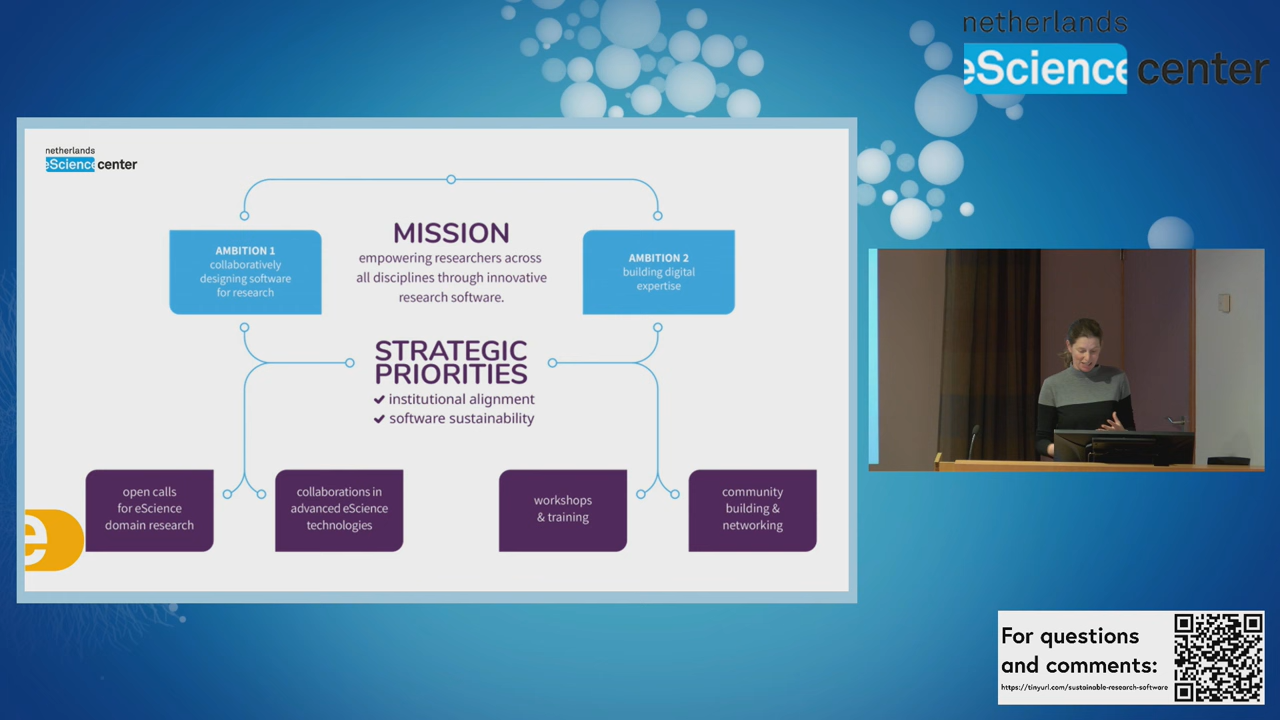 netherlands
eScience center
netherlands
eScience center
MISSION
empowering researchers across
all disciplines through innovative
research software.
AMBITION 1
collaboratively
designing software
for research
AMBITION 2
building digital
expertise
STRATEGIC
PRIORITIES
✔ institutional alignment
✔ software sustainability
open calls
for eScience
domain research
collaborations in
advanced eScience
technologies
workshops
& training
community
building &
networking
e
For questions
and comments:
https://tinyurl.com/sustainable-research-software